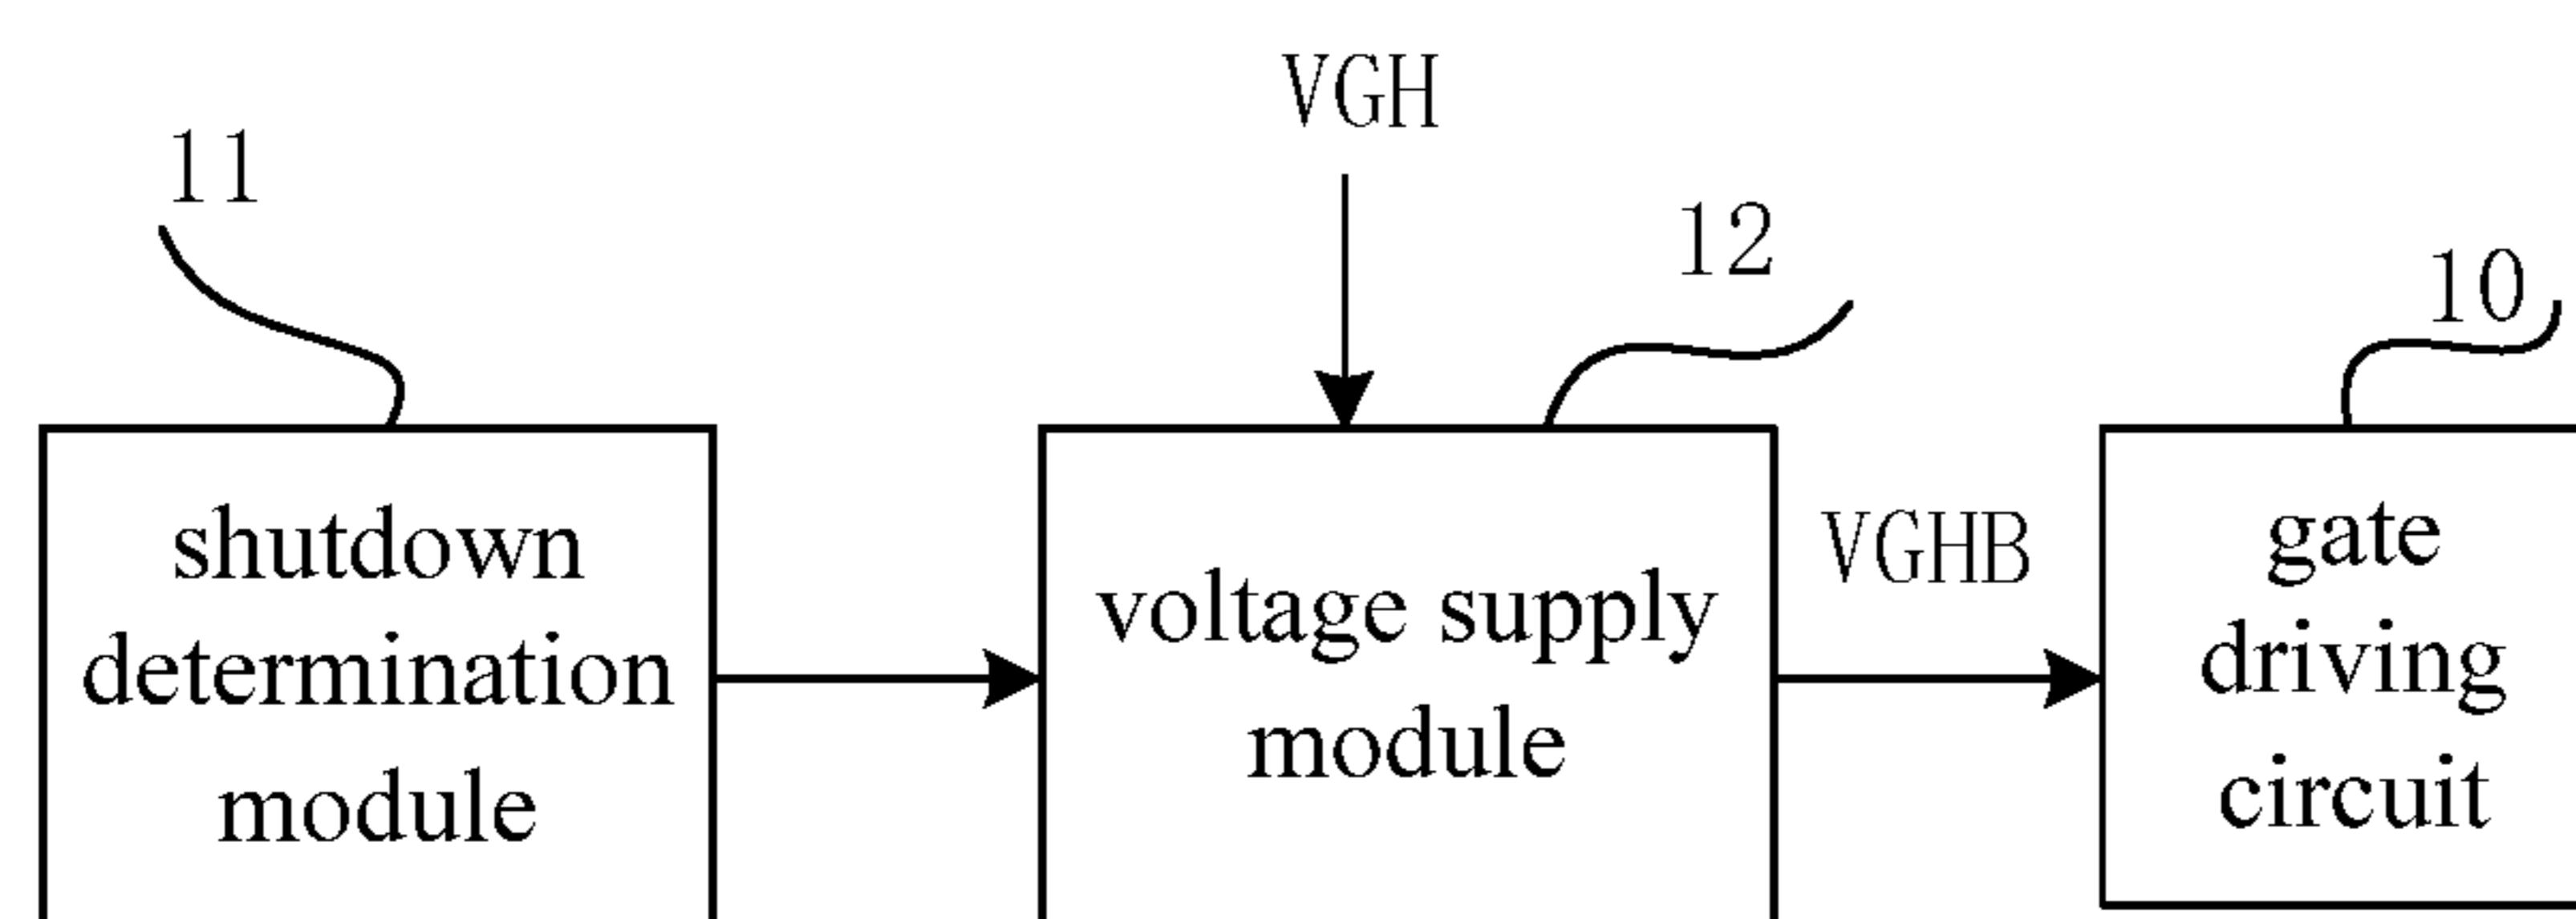 VGH
11
12
10
shutdown
determination
module
voltage supply
module
VGHB
gate
driving
circuit